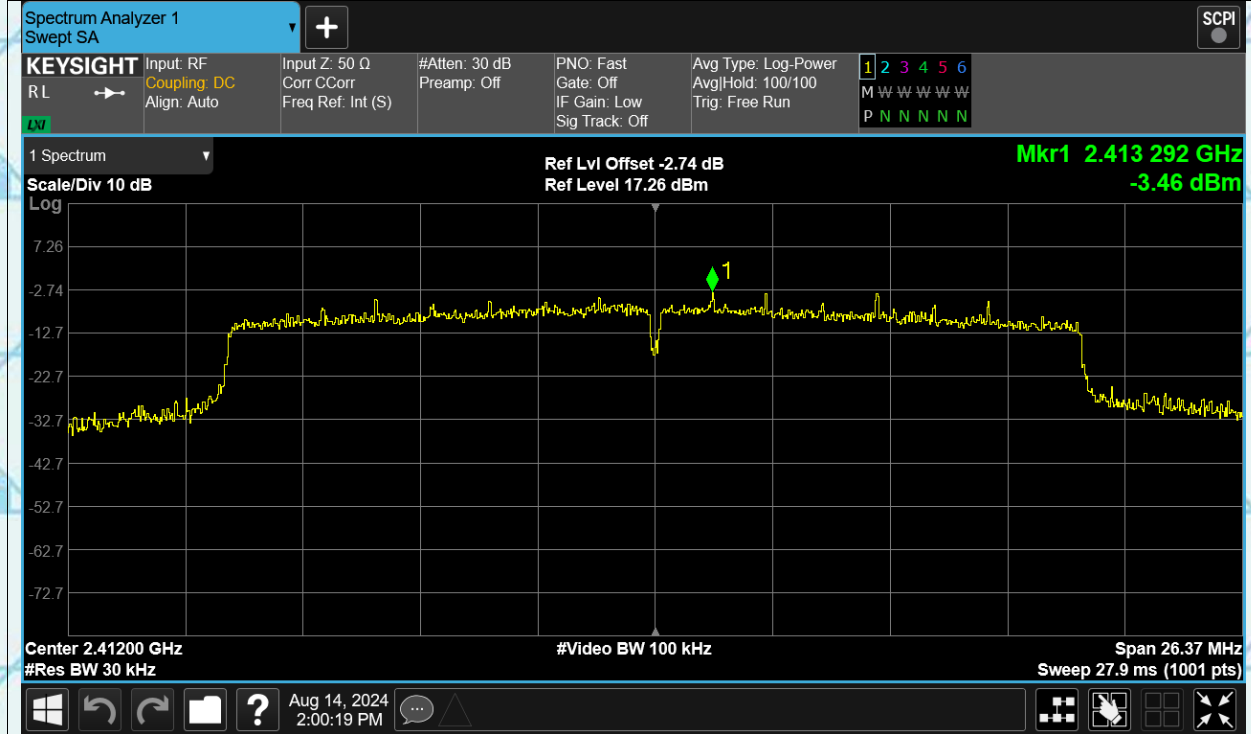 Spectrum Analyzer 1
Swept SA
SCPI
KEYSIGHT
R L
LXI
Input: RF
Coupling: DC
Align: Auto
Input Z: 50 Ω
Corr CCorr
Freq Ref: Int (S)
#Atten: 30 dB
Preamp: Off
PNO: Fast
Gate: Off
IF Gain: Low
Sig Track: Off
Avg Type: Log-Power
Avg|Hold: 100/100
Trig: Free Run
1 2 3 4 5 6
M W W W W W
P N N N N N
1 Spectrum
Scale/Div 10 dB
Ref Lvl Offset -2.74 dB
Ref Level 17.26 dBm
Mkr1 2.413 292 GHz
-3.46 dBm
Log
7.26
-2.74
-12.7
-22.7
-32.7
-42.7
-52.7
-62.7
-72.7
1
Center 2.41200 GHz
#Res BW 30 kHz
#Video BW 100 kHz
Span 26.37 MHz
Sweep 27.9 ms (1001 pts)
?
Aug 14, 2024
2:00:19 PM